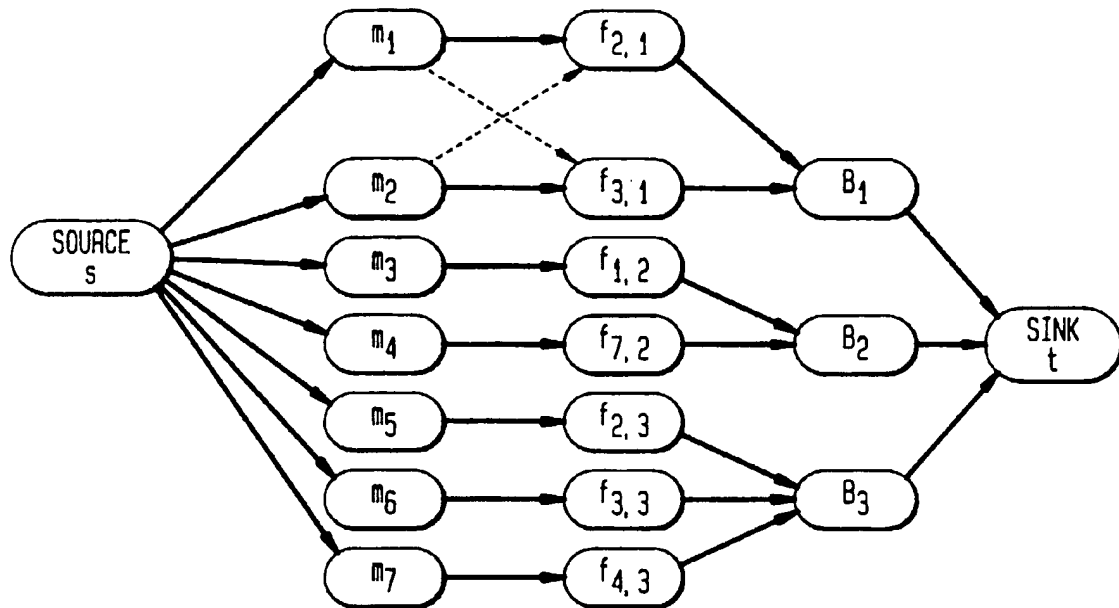 m1
f2,1
m2
f3,1
B1
SOURCE
s
m3
f1,2
m4
f7,2
B2
SINK
t
m5
f2,3
m6
f3,3
B3
m7
f4,3